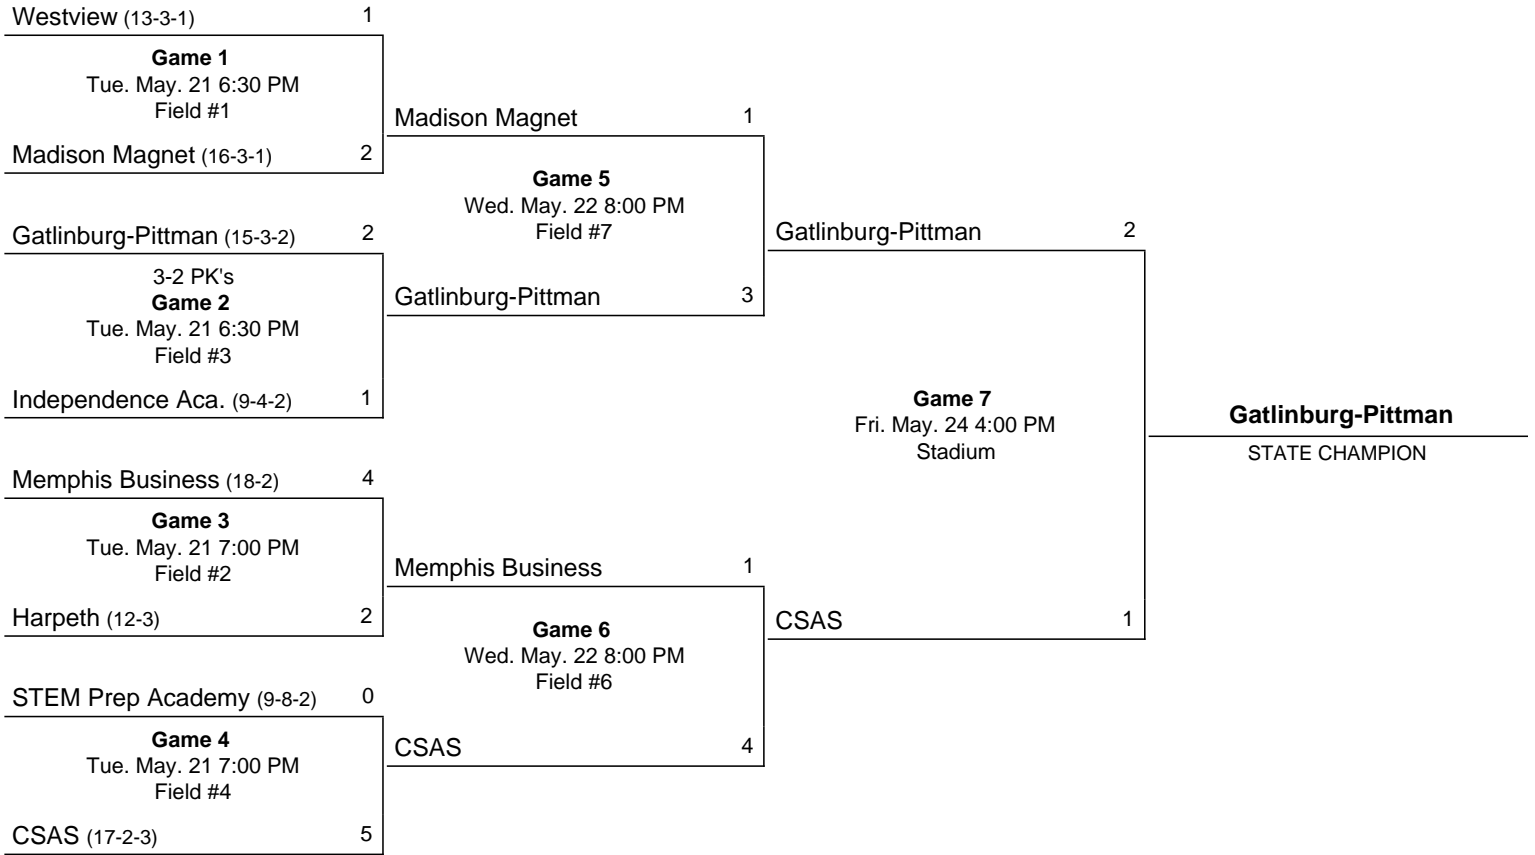 Westview (13-3-1) 1
Game 1
Tue. May. 21 6:30 PM
Field #1
Madison Magnet (16-3-1) 2
Gatlinburg-Pittman (15-3-2) 2
3-2 PK's
Game 2
Tue. May. 21 6:30 PM
Field #3
Independence Aca. (9-4-2) 1
Memphis Business (18-2) 4
Game 3
Tue. May. 21 7:00 PM
Field #2
Harpeth (12-3) 2
STEM Prep Academy (9-8-2) 0
Game 4
Tue. May. 21 7:00 PM
Field #4
CSAS (17-2-3) 5
Madison Magnet 1
Game 5
Wed. May. 22 8:00 PM
Field #7
Gatlinburg-Pittman 3
Memphis Business 1
Game 6
Wed. May. 22 8:00 PM
Field #6
CSAS 4
Gatlinburg-Pittman 2
Game 7
Fri. May. 24 4:00 PM
Stadium
CSAS 1
Gatlinburg-Pittman
STATE CHAMPION